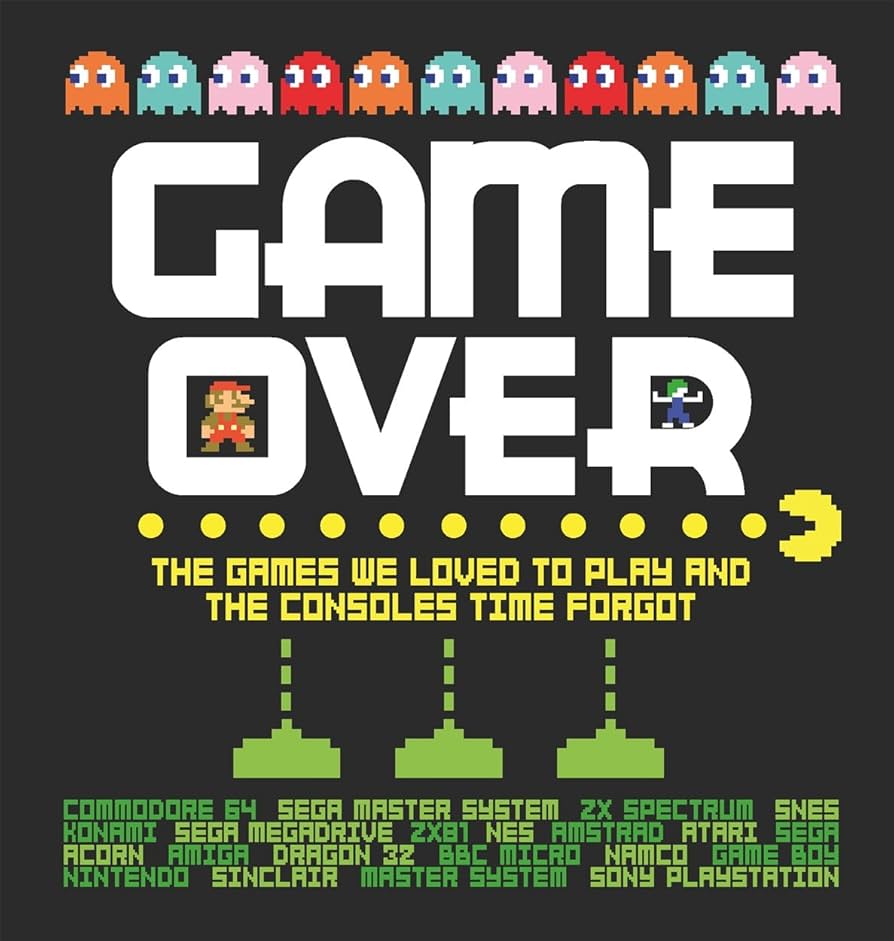 GAME
OVER
THE GAMES WE LOVED TO PLAY AND
THE CONSOLES TIME FORGOT
COMMODORE 64 SEGA MASTER SYSTEM ZX SPECTRUM SNES
KONAMI SEGA MEGADRIVE ZX81 NES AMSTRAD ATARI SEGA
ACORN AMIGA DRAGON 32 BBC MICRO NAMCO GAME BOY
NINTENDO SINCLAIR MASTER SYSTEM SONY PLAYSTATION